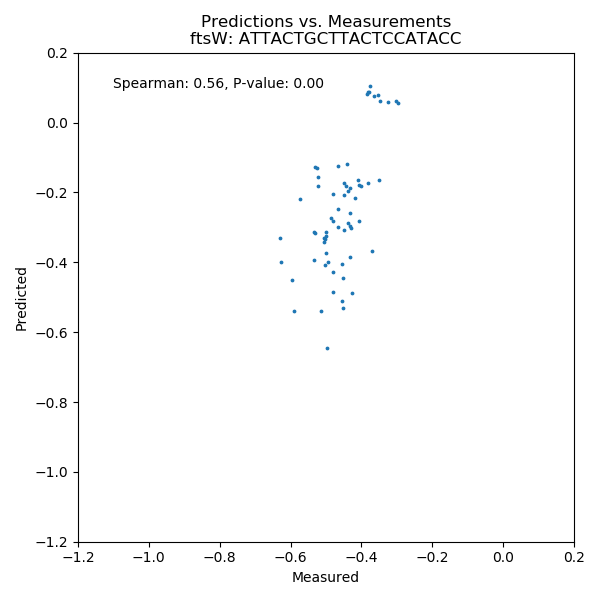 Predictions vs. Measurements
ftsW: ATTACTGCTTACTCCATACC
Spearman: 0.56, P-value: 0.00
0.2
0.0
−0.2
−0.4
−0.6
−0.8
−1.0
−1.2
Predicted
−1.2 −1.0 −0.8 −0.6 −0.4 −0.2 0.0 0.2
Measured